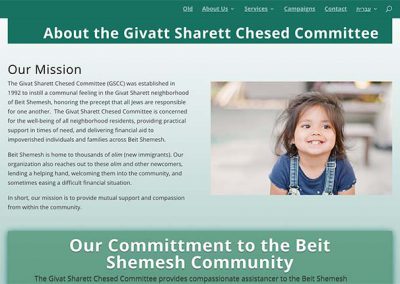 Old About Us Services Campaigns Contact עברית
About the Givatt Sharett Chesed Committee
Our Mission
The Givat Sharett Chesed Committee (GSCC) was established in
1992 to instill a communal feeling in the Givat Sharett neighborhood
of Beit Shemesh, honoring the precept that all Jews are responsible
for one another. The Givat Sharett Chesed Committee is concerned
for the well-being of all neighborhood residents, providing practical
support in times of need, and delivering financial aid to
impoverished individuals and families across Beit Shemesh.
Beit Shemesh is home to thousands of olim (new immigrants). Our
organization also reaches out to these olim and other newcomers,
lending a helping hand, welcoming them into the community, and
sometimes easing a difficult financial situation.
In short, our mission is to provide mutual support and compassion
from within the community.
Our Committment to the Beit
Shemesh Community
The Givat Sharett Chesed Committee provides compassionate assistancer to the Beit Shemesh